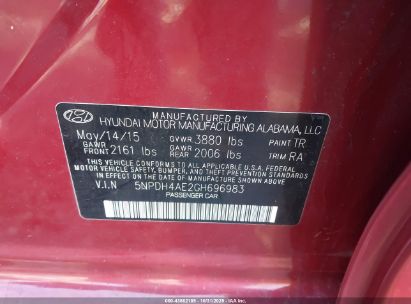 MANUFACTURED BY
HYUNDAI MOTOR MANUFACTURING ALABAMA, LLC
May/14/15 GVWR 3880 lbs PAINT TR
GAWR FRONT 2161 lbs GAWR REAR 2006 lbs TRIM RA
THIS VEHICLE CONFORMS TO ALL APPLICABLE U.S.A. FEDERAL
MOTOR VEHICLE SAFETY, BUMPER, AND THEFT PREVENTION STANDARDS
IN EFFECT ON THE DATE OF MANUFACTURE SHOWN ABOVE.
V.I.N 5NPDH4AE2GH696983
PASSENGER CAR